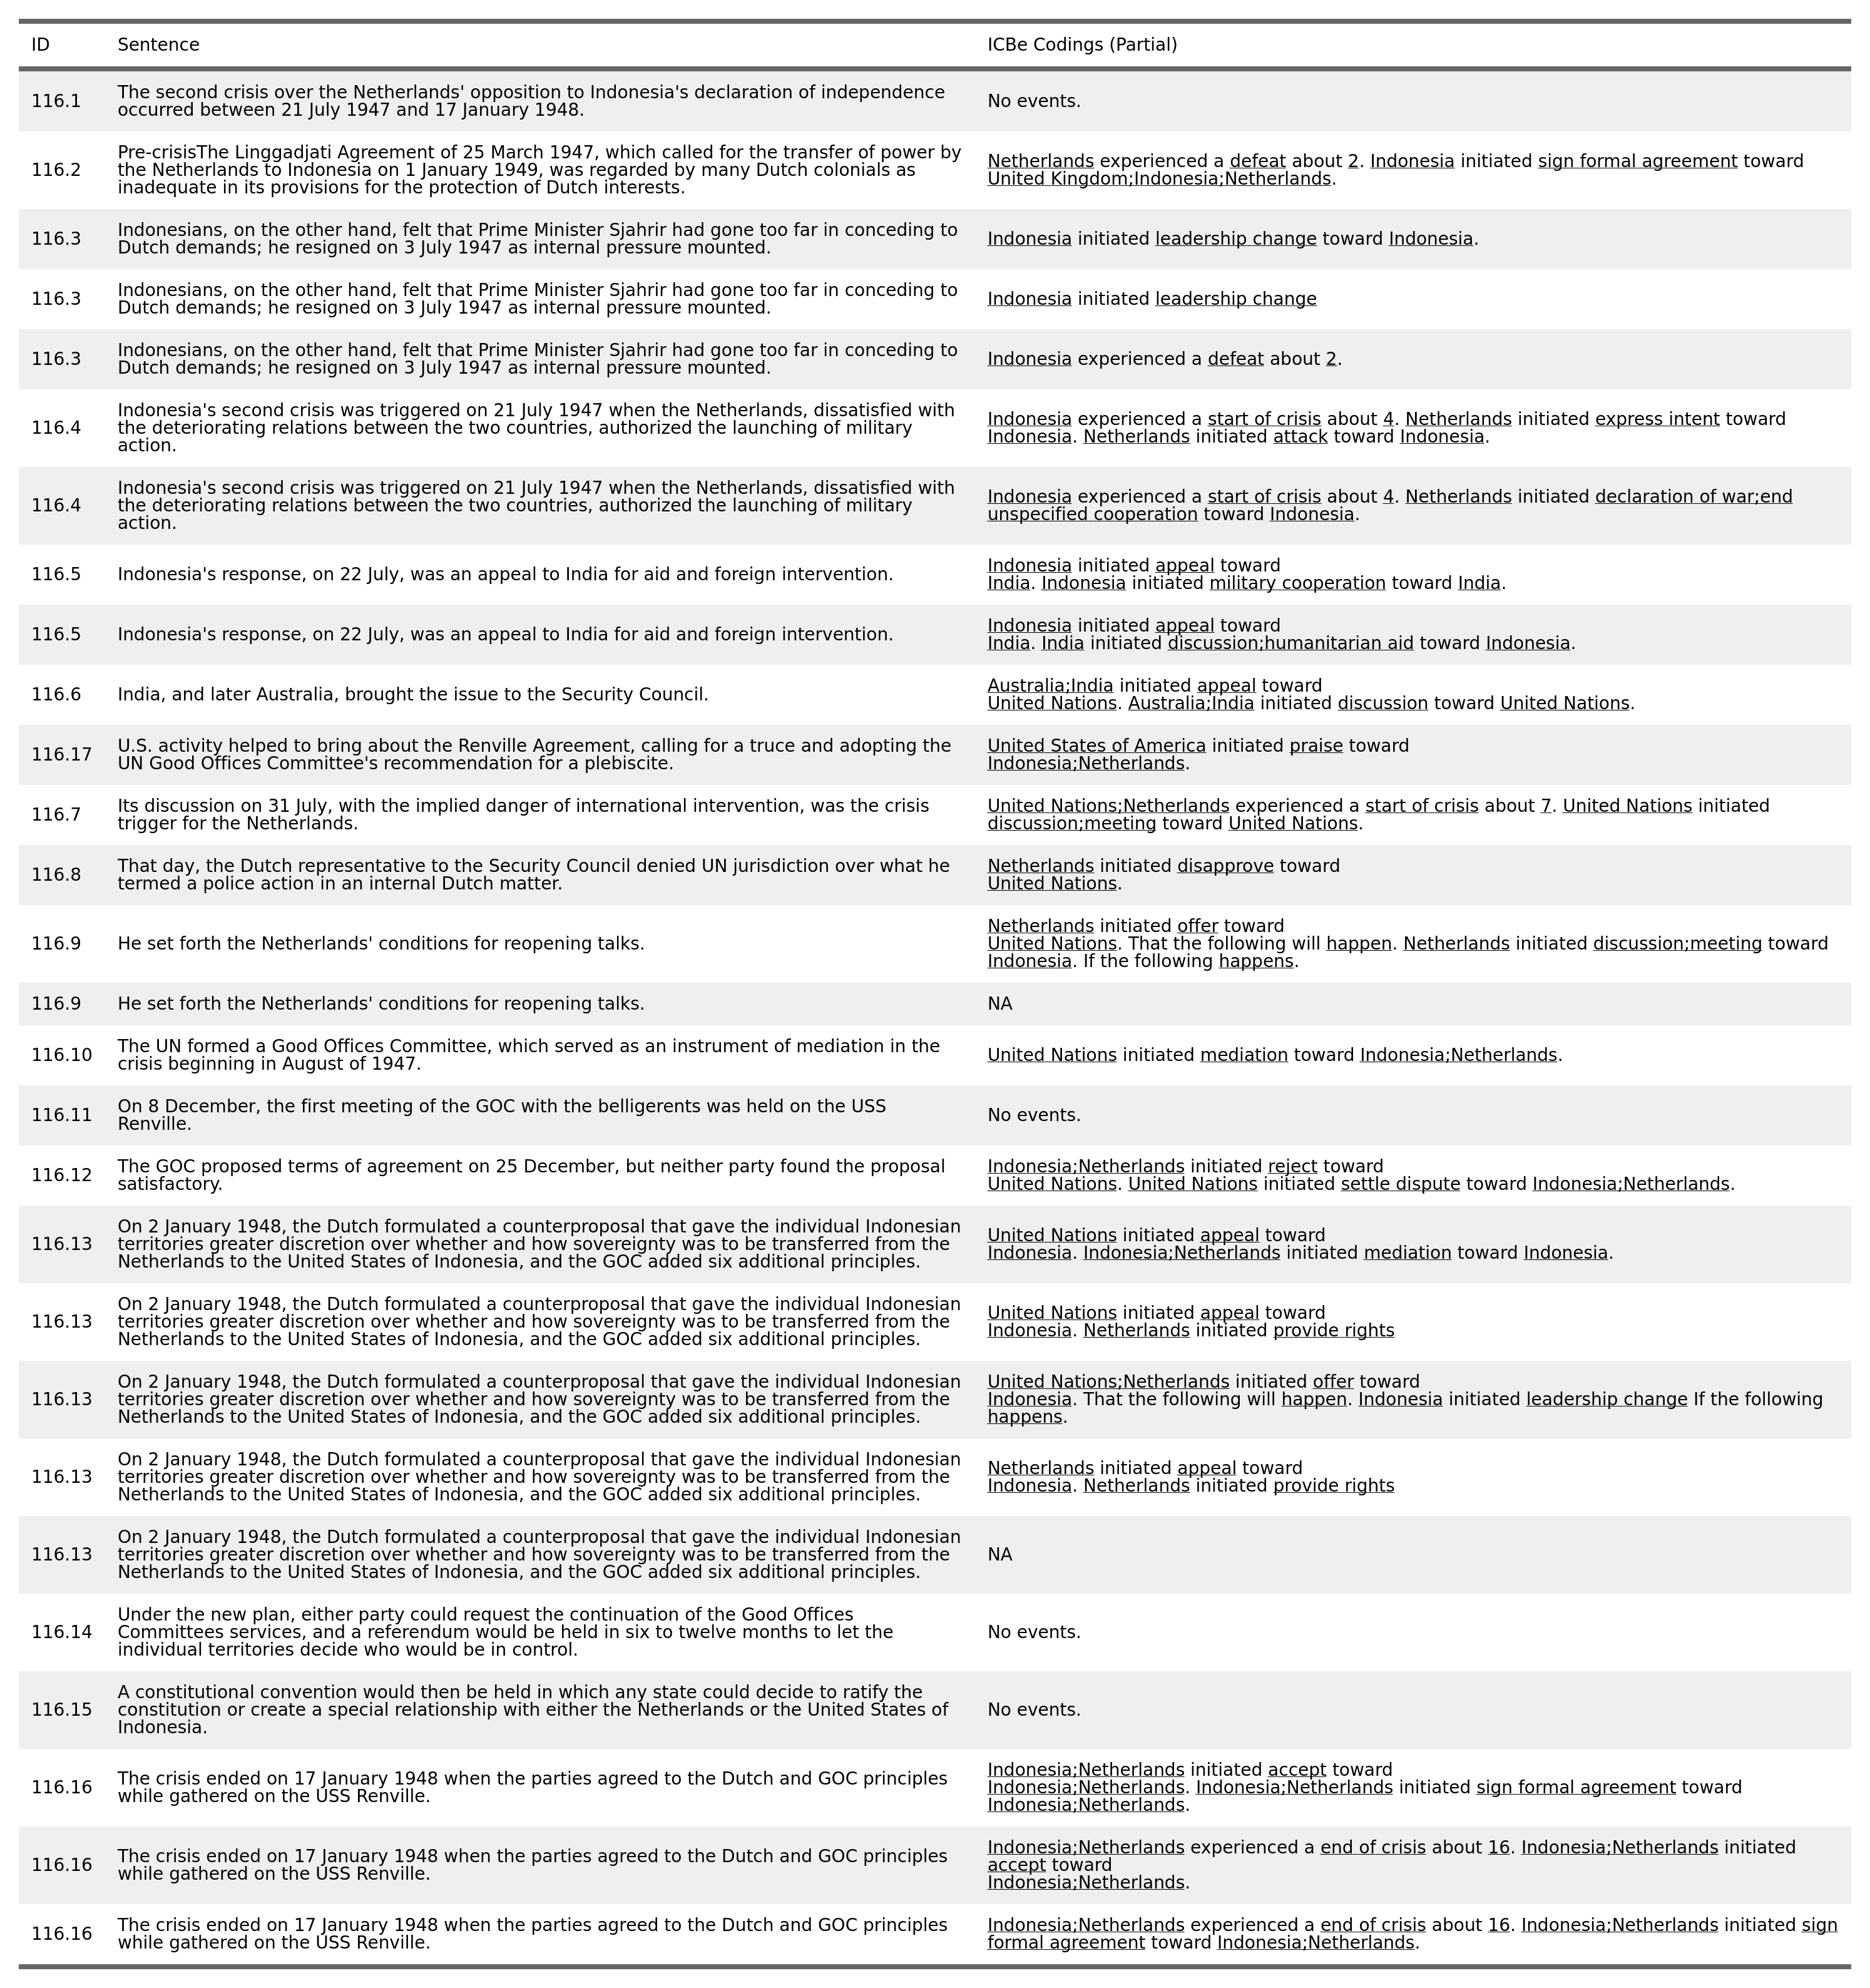 ID Sentence ICBe Codings (Partial)
116.1 The second crisis over the Netherlands' opposition to Indonesia's declaration of independence
occurred between 21 July 1947 and 17 January 1948. No events.
116.2 Pre-crisisThe Linggadjati Agreement of 25 March 1947, which called for the transfer of power by
the Netherlands to Indonesia on 1 January 1949, was regarded by many Dutch colonials as
inadequate in its provisions for the protection of Dutch interests.
Netherlands experienced a defeat about 2. Indonesia initiated sign formal agreement toward
United Kingdom;Indonesia;Netherlands.
116.3 Indonesians, on the other hand, felt that Prime Minister Sjahrir had gone too far in conceding to
Dutch demands; he resigned on 3 July 1947 as internal pressure mounted.
Indonesia initiated leadership change toward Indonesia.
116.3 Indonesians, on the other hand, felt that Prime Minister Sjahrir had gone too far in conceding to
Dutch demands; he resigned on 3 July 1947 as internal pressure mounted.
Indonesia initiated leadership change
116.3 Indonesians, on the other hand, felt that Prime Minister Sjahrir had gone too far in conceding to
Dutch demands; he resigned on 3 July 1947 as internal pressure mounted.
Indonesia experienced a defeat about 2.
116.4 Indonesia's second crisis was triggered on 21 July 1947 when the Netherlands, dissatisfied with
the deteriorating relations between the two countries, authorized the launching of military
action.
Indonesia experienced a start of crisis about 4. Netherlands initiated express intent toward
Indonesia. Netherlands initiated attack toward Indonesia.
116.4 Indonesia's second crisis was triggered on 21 July 1947 when the Netherlands, dissatisfied with
the deteriorating relations between the two countries, authorized the launching of military
action.
Indonesia experienced a start of crisis about 4. Netherlands initiated declaration of war;end
unspecified cooperation toward Indonesia.
116.5 Indonesia's response, on 22 July, was an appeal to India for aid and foreign intervention.
Indonesia initiated appeal toward
India. Indonesia initiated military cooperation toward India.
116.5 Indonesia's response, on 22 July, was an appeal to India for aid and foreign intervention.
Indonesia initiated appeal toward
India. India initiated discussion;humanitarian aid toward Indonesia.
116.6 India, and later Australia, brought the issue to the Security Council.
Australia;India initiated appeal toward
United Nations. Australia;India initiated discussion toward United Nations.
116.17 U.S. activity helped to bring about the Renville Agreement, calling for a truce and adopting the
UN Good Offices Committee's recommendation for a plebiscite.
United States of America initiated praise toward
Indonesia;Netherlands.
116.7 Its discussion on 31 July, with the implied danger of international intervention, was the crisis
trigger for the Netherlands.
United Nations;Netherlands experienced a start of crisis about 7. United Nations initiated
discussion;meeting toward United Nations.
116.8 That day, the Dutch representative to the Security Council denied UN jurisdiction over what he
termed a police action in an internal Dutch matter.
Netherlands initiated disapprove toward
United Nations.
116.9 He set forth the Netherlands' conditions for reopening talks.
Netherlands initiated offer toward
United Nations. That the following will happen. Netherlands initiated discussion;meeting toward
Indonesia. If the following happens.
116.9 He set forth the Netherlands' conditions for reopening talks. NA
116.10 The UN formed a Good Offices Committee, which served as an instrument of mediation in the
crisis beginning in August of 1947.
United Nations initiated mediation toward Indonesia;Netherlands.
116.11 On 8 December, the first meeting of the GOC with the belligerents was held on the USS
Renville. No events.
116.12 The GOC proposed terms of agreement on 25 December, but neither party found the proposal
satisfactory.
Indonesia;Netherlands initiated reject toward
United Nations. United Nations initiated settle dispute toward Indonesia;Netherlands.
116.13 On 2 January 1948, the Dutch formulated a counterproposal that gave the individual Indonesian
territories greater discretion over whether and how sovereignty was to be transferred from the
Netherlands to the United States of Indonesia, and the GOC added six additional principles.
United Nations initiated appeal toward
Indonesia. Indonesia;Netherlands initiated mediation toward Indonesia.
116.13 On 2 January 1948, the Dutch formulated a counterproposal that gave the individual Indonesian
territories greater discretion over whether and how sovereignty was to be transferred from the
Netherlands to the United States of Indonesia, and the GOC added six additional principles.
United Nations initiated appeal toward
Indonesia. Netherlands initiated provide rights
116.13 On 2 January 1948, the Dutch formulated a counterproposal that gave the individual Indonesian
territories greater discretion over whether and how sovereignty was to be transferred from the
Netherlands to the United States of Indonesia, and the GOC added six additional principles.
United Nations;Netherlands initiated offer toward
Indonesia. That the following will happen. Indonesia initiated leadership change If the following
happens.
116.13 On 2 January 1948, the Dutch formulated a counterproposal that gave the individual Indonesian
territories greater discretion over whether and how sovereignty was to be transferred from the
Netherlands to the United States of Indonesia, and the GOC added six additional principles.
Netherlands initiated appeal toward
Indonesia. Netherlands initiated provide rights
116.13 On 2 January 1948, the Dutch formulated a counterproposal that gave the individual Indonesian
territories greater discretion over whether and how sovereignty was to be transferred from the
Netherlands to the United States of Indonesia, and the GOC added six additional principles.
NA
116.14 Under the new plan, either party could request the continuation of the Good Offices
Committees services, and a referendum would be held in six to twelve months to let the
individual territories decide who would be in control.
No events.
116.15 A constitutional convention would then be held in which any state could decide to ratify the
constitution or create a special relationship with either the Netherlands or the United States of
Indonesia.
No events.
116.16 The crisis ended on 17 January 1948 when the parties agreed to the Dutch and GOC principles
while gathered on the USS Renville.
Indonesia;Netherlands initiated accept toward
Indonesia;Netherlands. Indonesia;Netherlands initiated sign formal agreement toward
Indonesia;Netherlands.
116.16 The crisis ended on 17 January 1948 when the parties agreed to the Dutch and GOC principles
while gathered on the USS Renville.
Indonesia;Netherlands experienced a end of crisis about 16. Indonesia;Netherlands initiated
accept toward
Indonesia;Netherlands.
116.16 The crisis ended on 17 January 1948 when the parties agreed to the Dutch and GOC principles
while gathered on the USS Renville.
Indonesia;Netherlands experienced a end of crisis about 16. Indonesia;Netherlands initiated sign
formal agreement toward Indonesia;Netherlands.